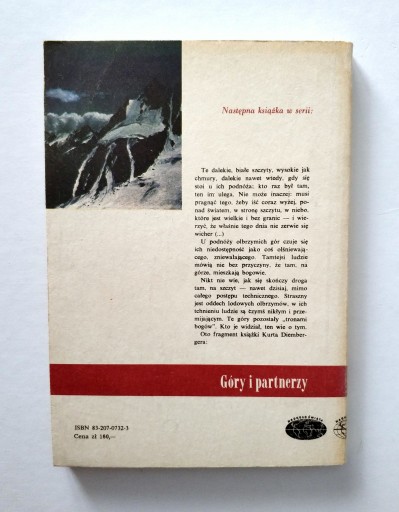 Następna książka w serii:
Te dalekie, białe szczyty, wysokie jak
chmury, dalekie nawet wtedy, gdy się
stoi u ich podnóża; kto raz był tam,
ten im ulega. Nie może inaczej: musi
pragnąć tego, żeby iść coraz wyżej, po-
nad światem, w stronę szczytu, w niebo,
które jest wielkie i bez granic — i wie-
rzyć, że właśnie tego dnia nie zerwie się
wicher (...)
U podnóży olbrzymich gór czuje się
ich niedostępność jako coś olśniewają-
cego, zniewalającego. Tamtejsi ludzie
mówią nie bez przyczyny, że tam, na
górze, mieszkają bogowie.
Nikt nie wie, jak się skończy droga
tam, na szczyt — nawet dzisiaj, mimo
całego postępu technicznego. Straszny
jest oddech lodowych olbrzymów, w ich
tchnieniu ludzie są czymś nikłym i prze-
mijającym. Te góry pozostały „tronami
bogów". Kto je widział, ten wie o tym.
Oto fragment książki Kurta Diember-
gera:
Góry i partnerzy
ISBN 83-207-0732-3
Cena zł 180,—
NAOKOŁO ŚWIATA